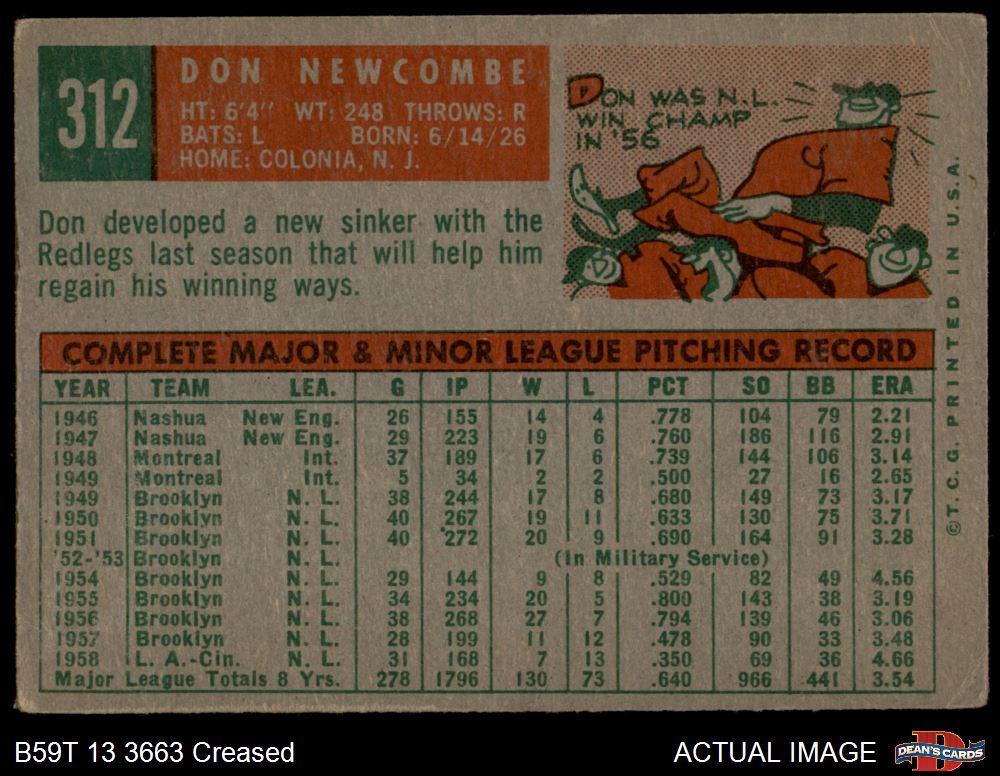 312
DON NEWCOMBE
HT: 6'4" WT: 248 THROWS: R
BATS: L BORN: 6/14/26
HOME: COLONIA, N. J.
DON WAS N.L.
WIN CHAMP
IN '56
Don developed a new sinker with the
Redlegs last season that will help him
regain his winning ways.
COMPLETE MAJOR & MINOR LEAGUE PITCHING RECORD
YEAR TEAM LEA. G IP W L PCT SO BB ERA
1946 Nashua New Eng. 26 155 14 4 .778 104 79 2.21
1947 Nashua New Eng. 29 223 19 6 .760 186 116 2.91
1948 Montreal Int. 37 189 17 6 .739 144 106 3.14
1949 Montreal Int. 5 34 2 2 .500 27 16 2.65
1949 Brooklyn N. L. 38 244 17 8 .680 149 73 3.17
1950 Brooklyn N. L. 40 267 19 11 .633 130 75 3.71
1951 Brooklyn N. L. 40 272 20 9 .690 164 91 3.28
'52-'53 Brooklyn N. L. (In Military Service)
1954 Brooklyn N. L. 29 144 9 8 .529 82 49 4.56
1955 Brooklyn N. L. 34 234 20 5 .800 143 38 3.19
1956 Brooklyn N. L. 38 268 27 7 .794 139 46 3.06
1957 Brooklyn N. L. 28 199 11 12 .478 90 33 3.48
1958 L. A.-Cin. N. L. 31 168 7 13 .350 69 36 4.66
Major League Totals 8 Yrs. 278 1796 130 73 .640 966 441 3.54
©T.C.G. PRINTED IN U.S.A.
B59T 13 3663 Creased
ACTUAL IMAGE
DEAN'S CARDS